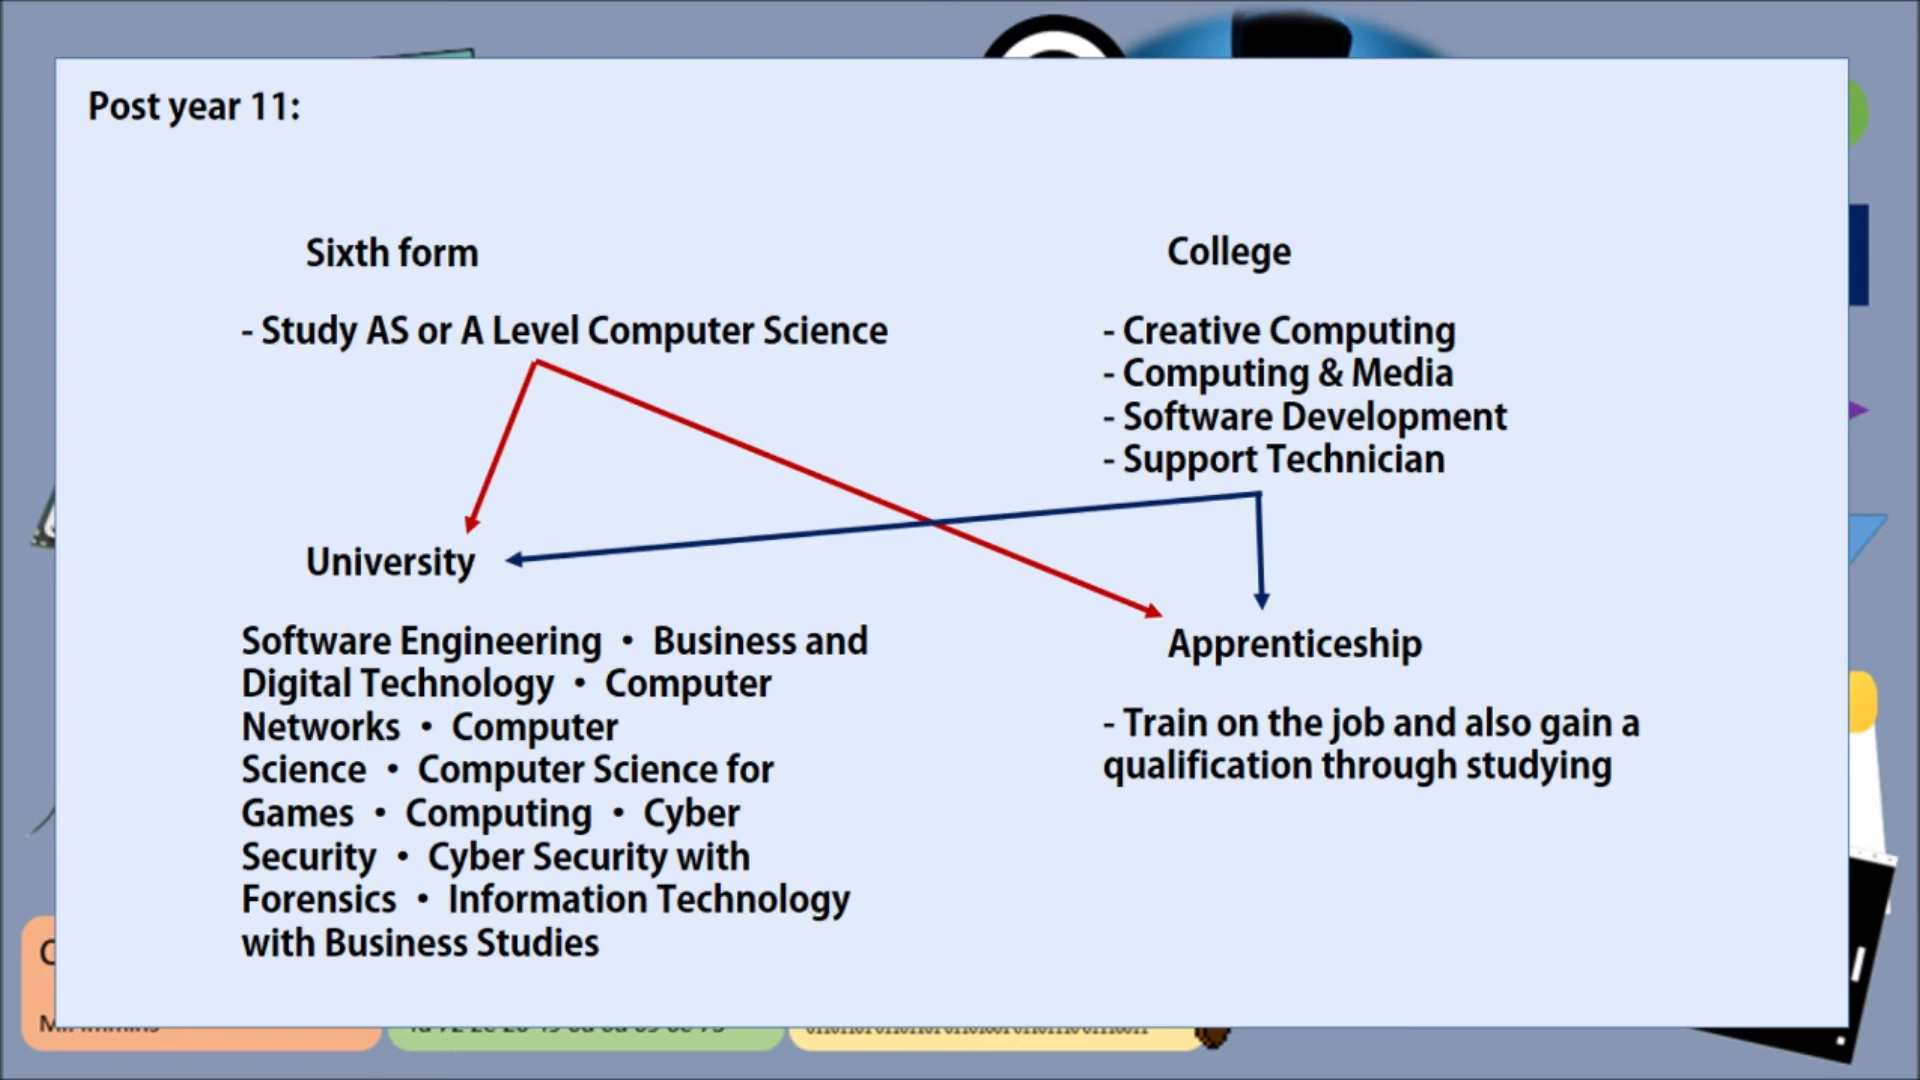 Post year 11:
Sixth form
- Study AS or A Level Computer Science
College
- Creative Computing
- Computing & Media
- Software Development
- Support Technician
University
Software Engineering • Business and
Digital Technology • Computer
Networks • Computer
Science • Computer Science for
Games • Computing • Cyber
Security • Cyber Security with
Forensics • Information Technology
with Business Studies
Apprenticeship
- Train on the job and also gain a
qualification through studying